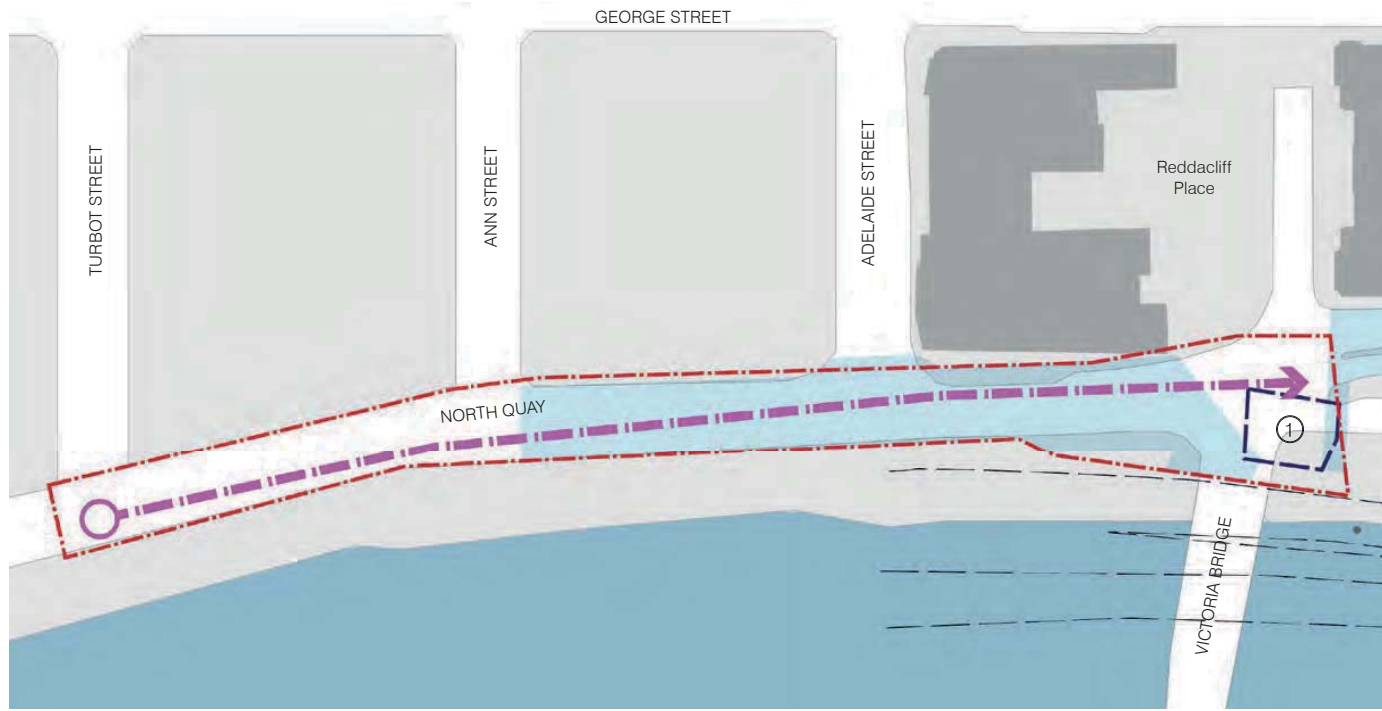 GEORGE STREET
TURBOT STREET
ANN STREET
ADELAIDE STREET
Reddacliff
Place
NORTH QUAY
1
VICTORIA BRIDGE